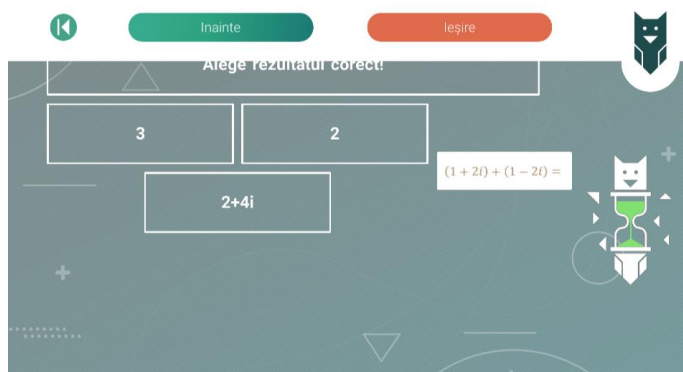 Inainte
Ieșire
Alege rezultatul corect!
3
2
(1 + 2i) + (1 − 2i) =
2+4i